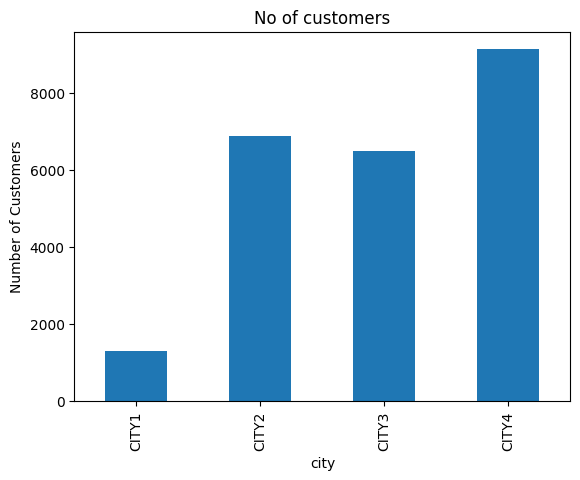 No of customers
Number of Customers
8000
6000
4000
2000
0
CITY1
CITY2
CITY3
CITY4
city